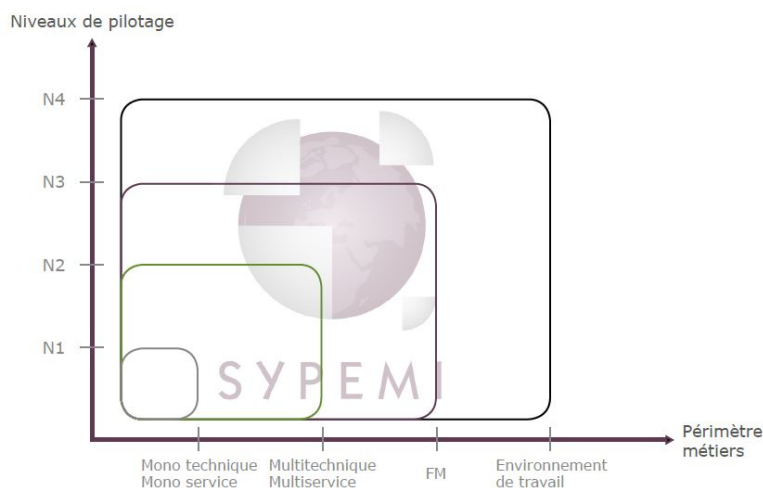 Niveaux de pilotage
N4
N3
N2
N1
SYPEMI
Périmètre
métiers
Mono technique
Mono service
Multitechnique
Multiservice
FM
Environnement
de travail